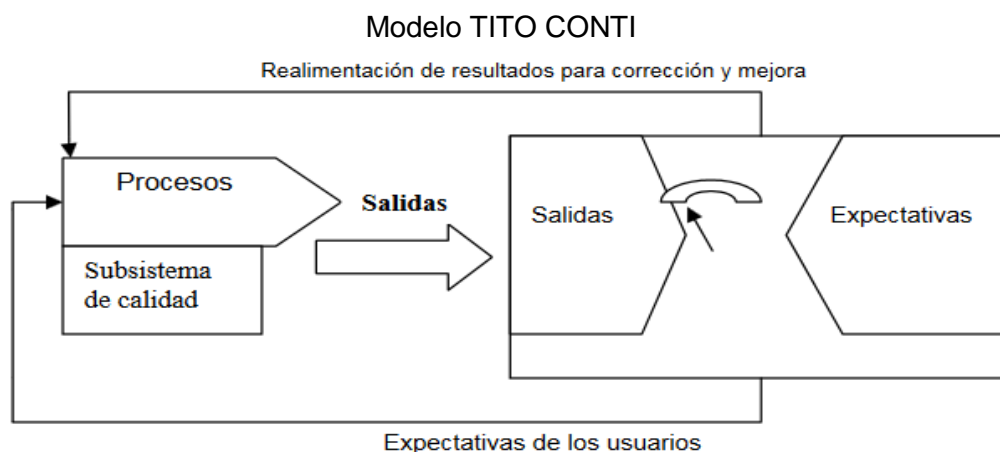 Modelo TITO CONTI
Realimentación de resultados para corrección y mejora
Procesos
Salidas
Salidas
Expectativas
Subsistema
de calidad
Expectativas de los usuarios